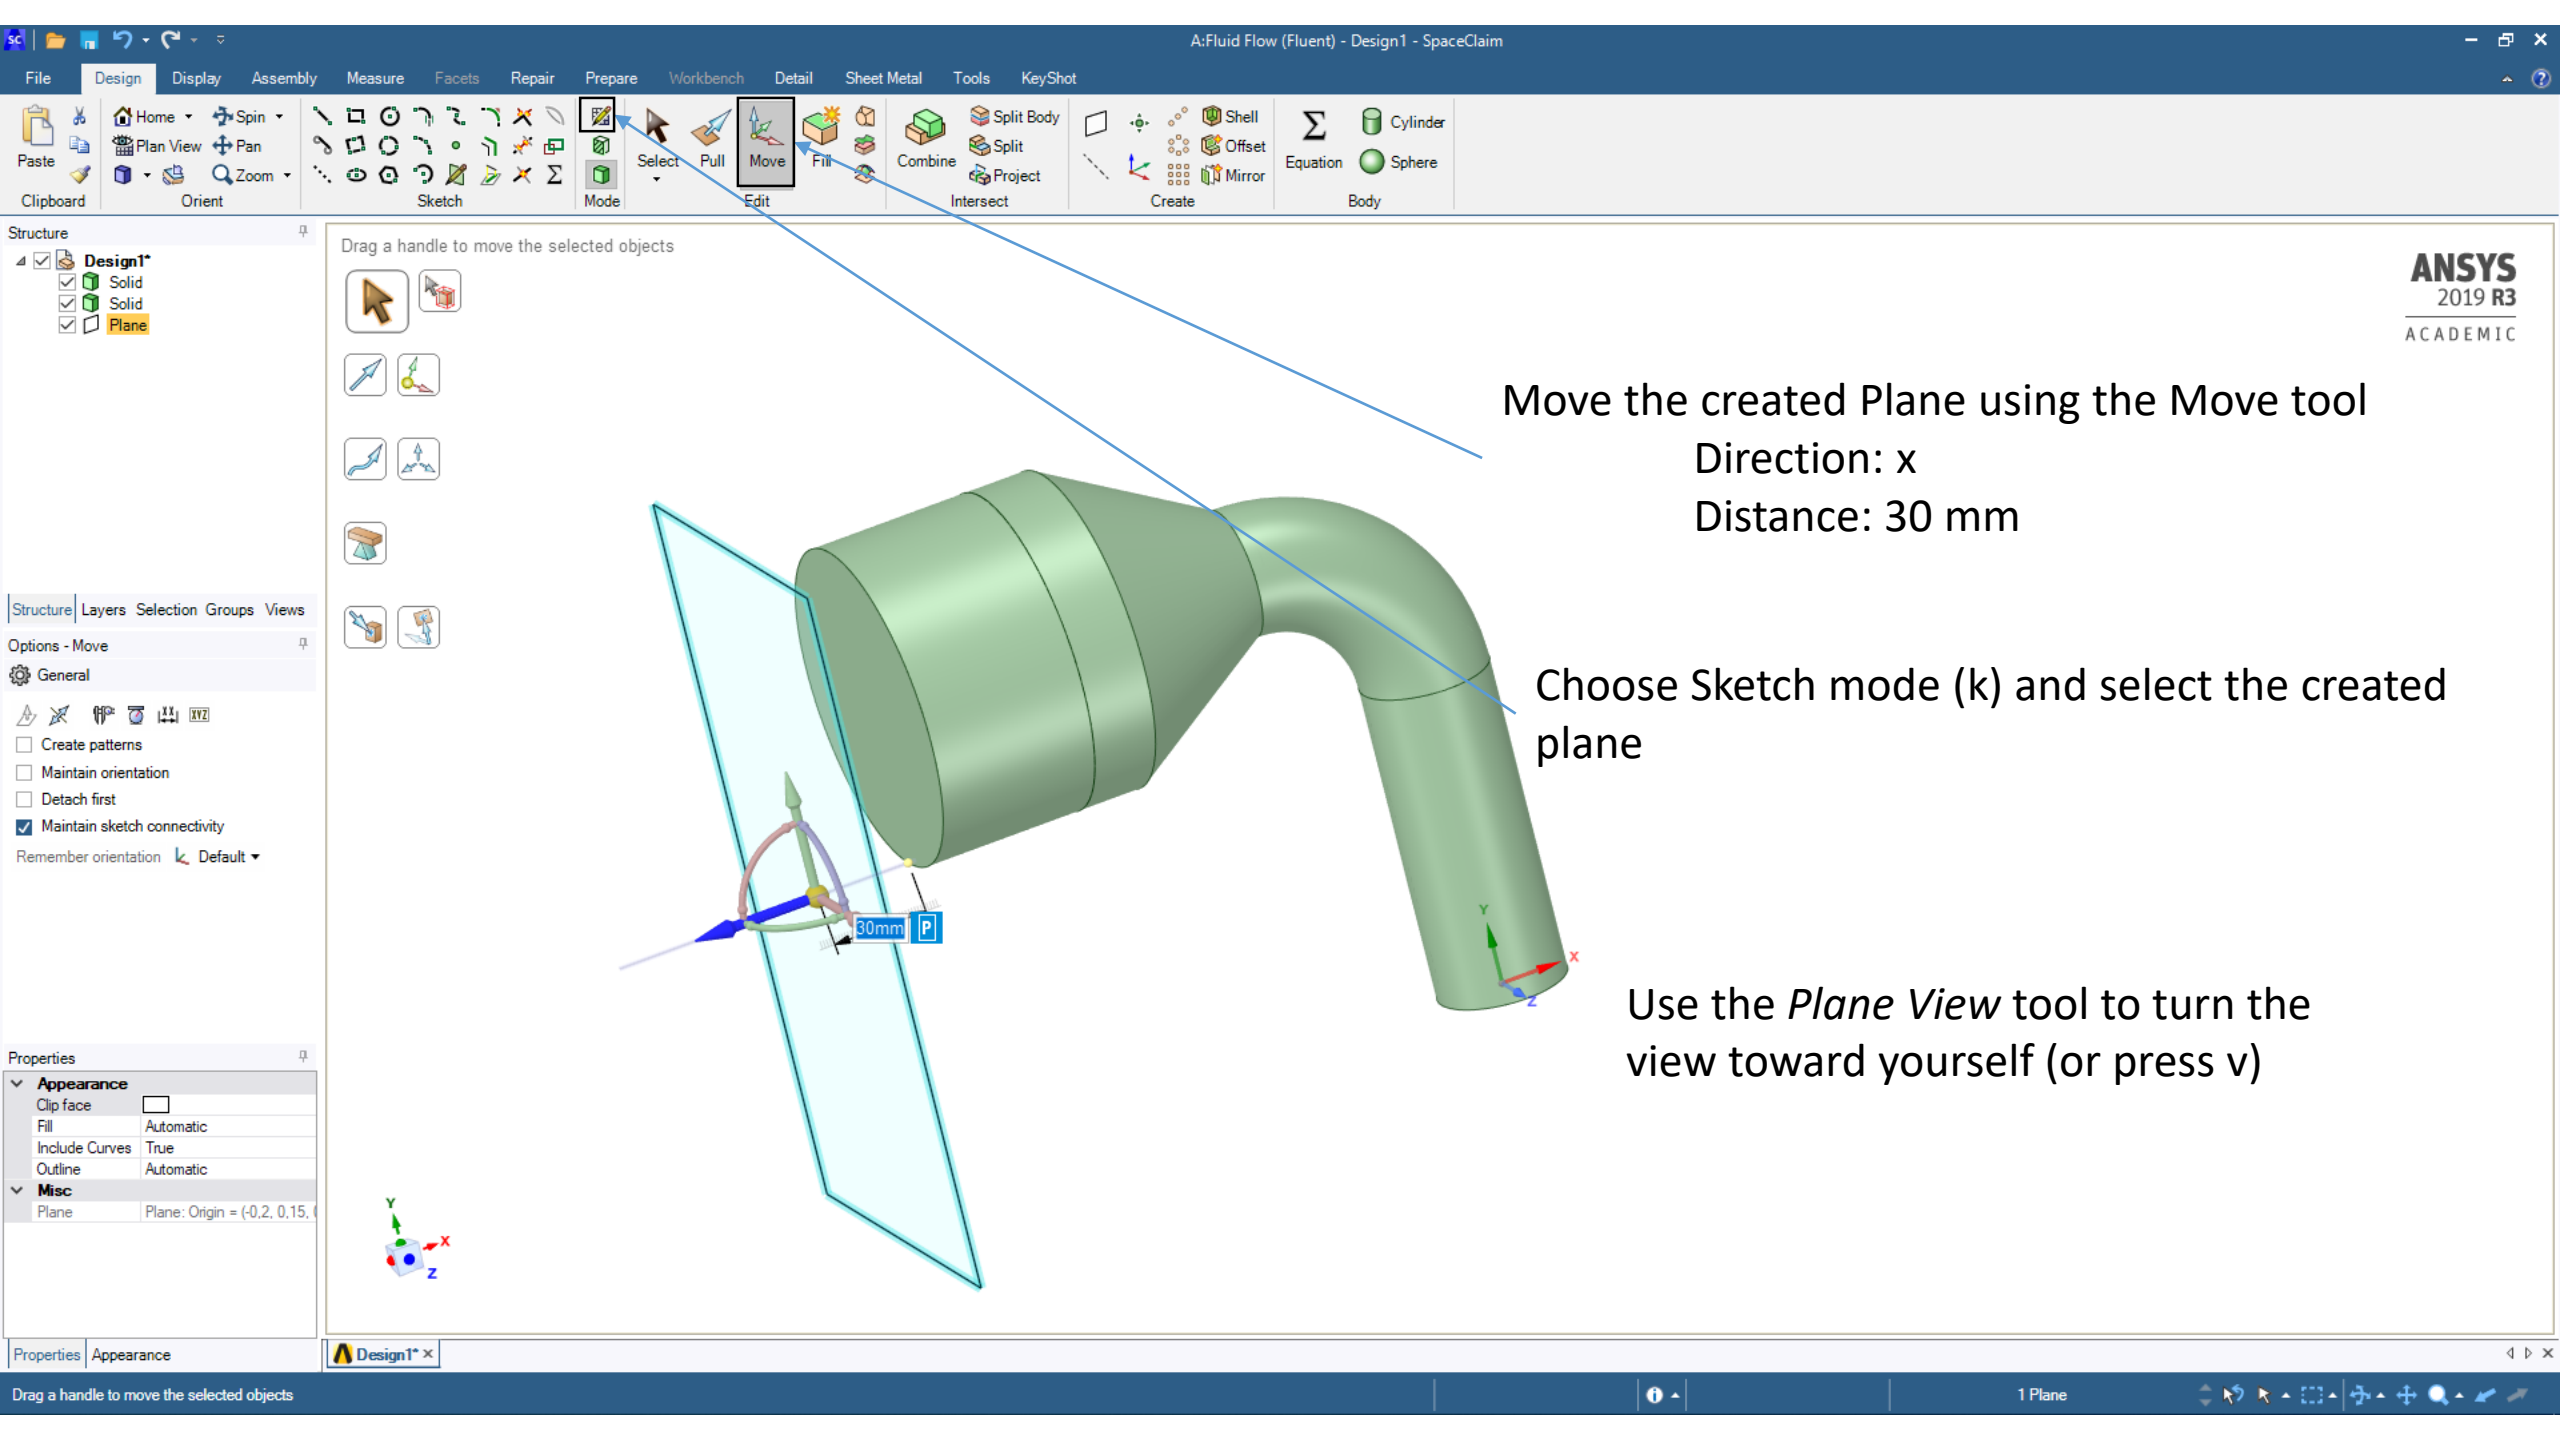 SC
A:Fluid Flow (Fluent) - Design1 - SpaceClaim
File Design Display Assembly Measure Facets Repair Prepare Workbench Detail Sheet Metal Tools KeyShot
Home Spin
Split Body Shell
Cylinder
Plan View Pan
Split Offset
Paste Select Pull Move Fill Combine Equation Sphere
Zoom
Project Mirror
Clipboard Orient Sketch Mode Edit Intersect Create Body
Structure
Design1*
Solid
Solid
Plane
Drag a handle to move the selected objects
ANSYS
2019 R3
ACADEMIC
Move the created Plane using the Move tool
Direction: x
Distance: 30 mm
Structure Layers Selection Groups Views
Options - Move
General
XYZ
Create patterns
Maintain orientation
Detach first
Maintain sketch connectivity
Remember orientation Default
Choose Sketch mode (k) and select the created
plane
30mm P
Y
X
Z
Use the Plane View tool to turn the
view toward yourself (or press v)
Properties
Appearance
Clip face
Fill Automatic
Include Curves True
Outline Automatic
Misc
Plane Plane: Origin = (-0,2, 0,15,
Y
X
Z
Properties Appearance
Design1*
Drag a handle to move the selected objects
1 Plane